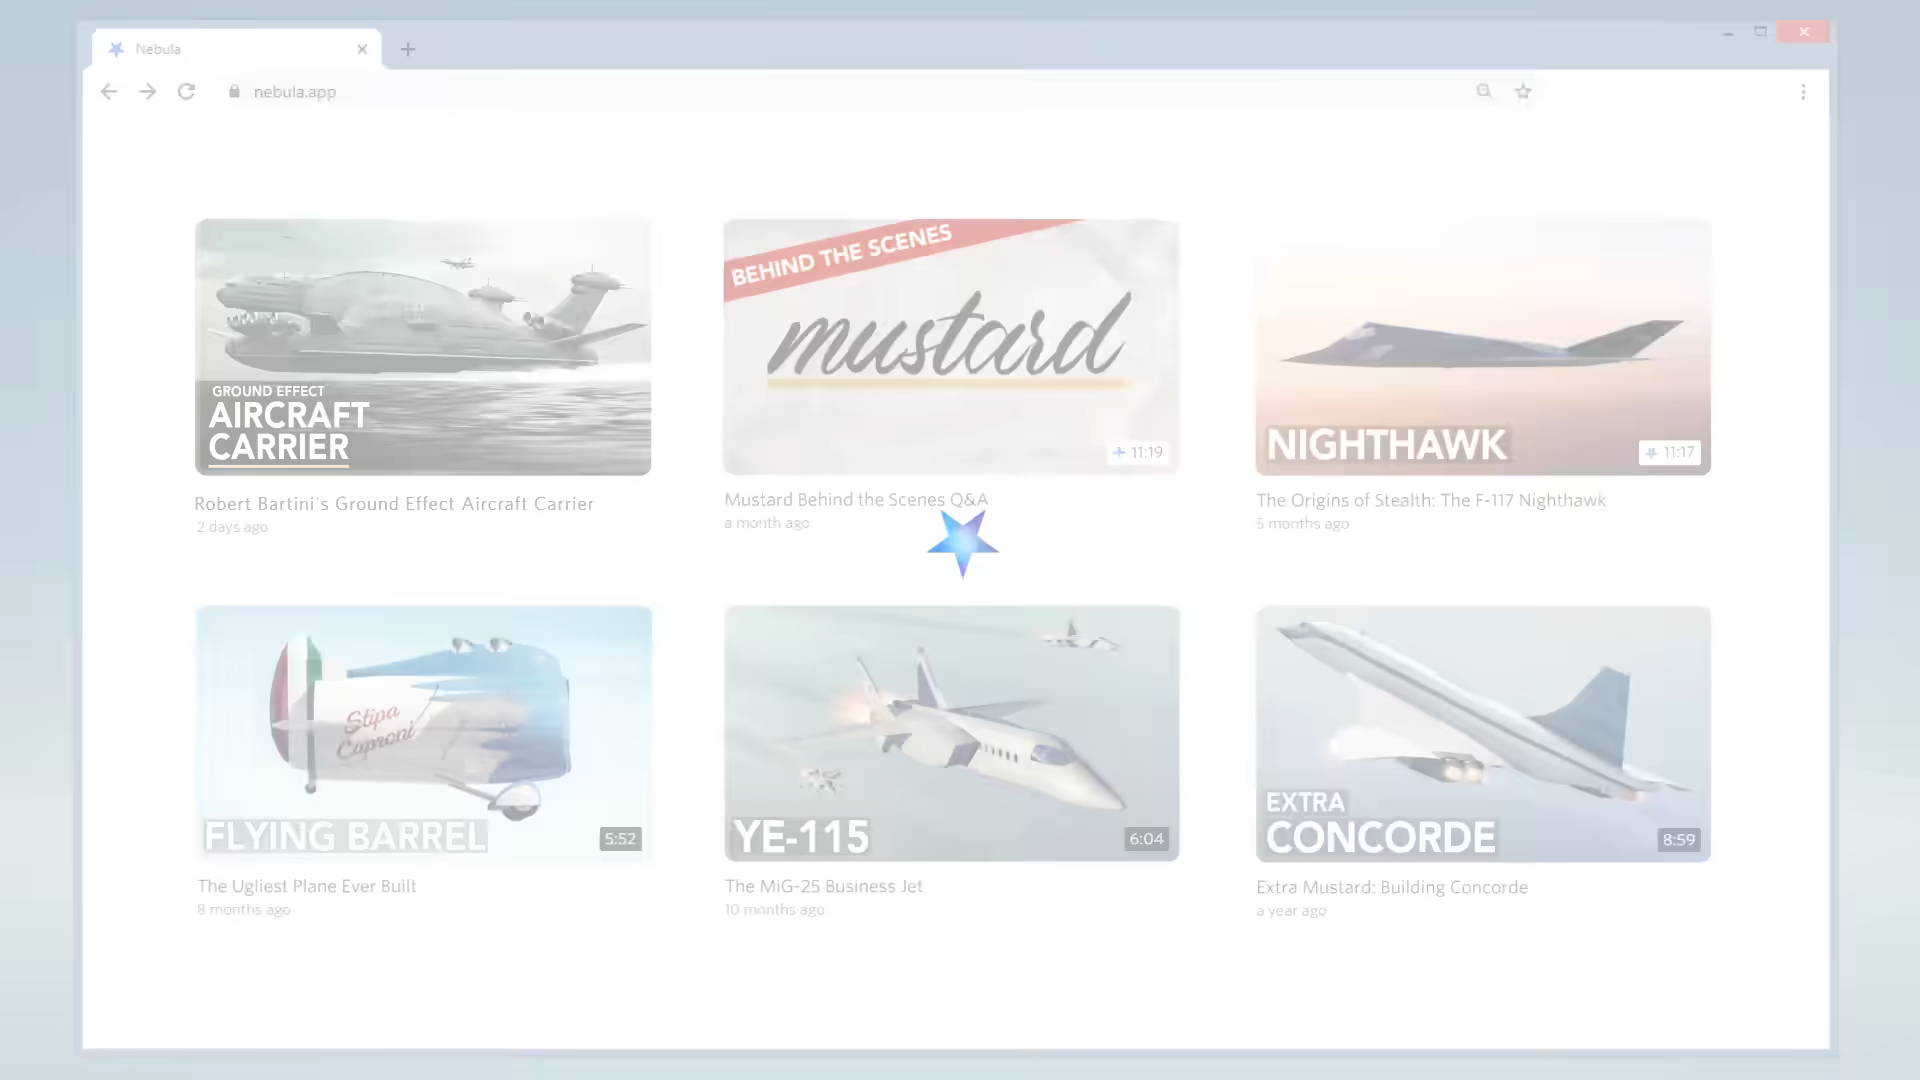 Nebula
nebula.app
GROUND EFFECT
AIRCRAFT
CARRIER
Robert Bartini's Ground Effect Aircraft Carrier
2 days ago
BEHIND THE SCENES
mustard
11:19
Mustard Behind the Scenes Q&A
a month ago
NIGHTHAWK
11:17
The Origins of Stealth: The F-117 Nighthawk
5 months ago
Stipa
Caproni
FLYING BARREL
5:52
The Ugliest Plane Ever Built
8 months ago
YE-115
6:04
The MiG-25 Business Jet
10 months ago
EXTRA
CONCORDE
8:59
Extra Mustard: Building Concorde
a year ago